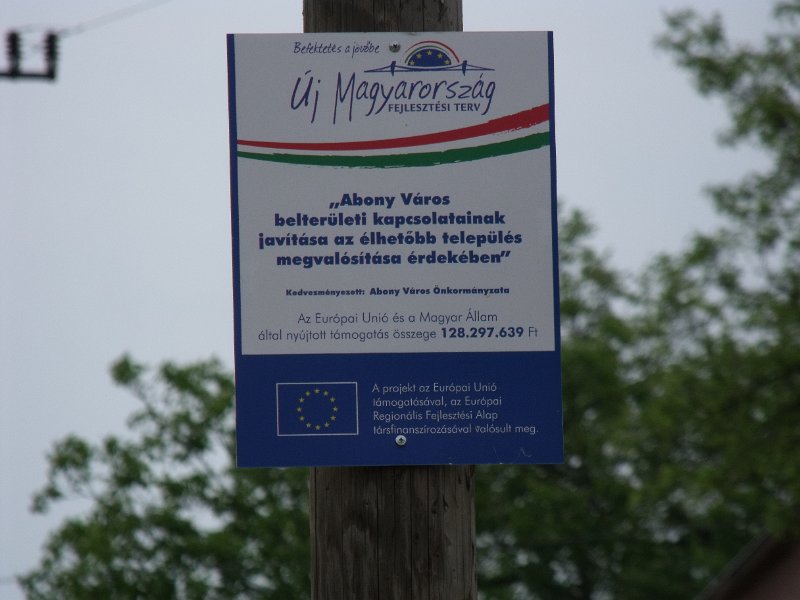 Befektetés a jövőbe
Új Magyarország
FEJLESZTÉSI TERV
„Abony Város
belterületi kapcsolatainak
javítása az élhetőbb település
megvalósítása érdekében”
Kedvezményezett: Abony Város Önkormányzata
Az Európai Unió és a Magyar Állam
által nyújtott támogatás összege 128.297.639 Ft
A projekt az Európai Unió
támogatásával, az Európai
Regionális Fejlesztési Alap
társfinanszírozásával valósult meg.